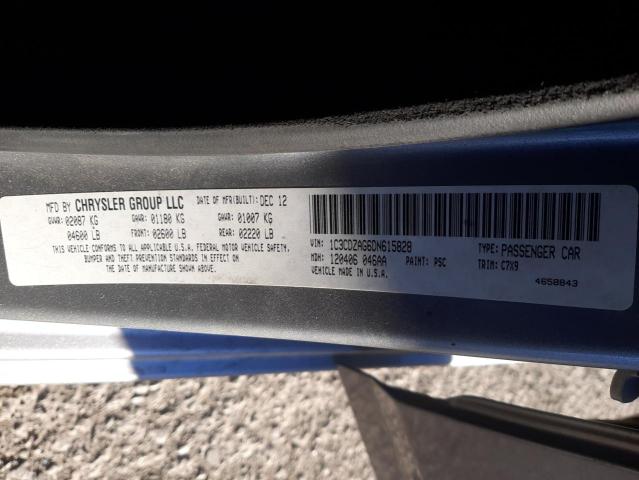 MFD BY CHRYSLER GROUP LLC DATE OF MFR(BUILT): DEC 12
GVWR: 02087 KG GAWR: 01180 KG GAWR: 01007 KG
04600 LB FRONT: 02600 LB REAR: 02220 LB
THIS VEHICLE CONFORMS TO ALL APPLICABLE U.S.A. FEDERAL MOTOR VEHICLE SAFETY,
BUMPER AND THEFT PREVENTION STANDARDS IN EFFECT ON
THE DATE OF MANUFACTURE SHOWN ABOVE.
VIN: 1C3CDZAG6DN615828 TYPE: PASSENGER CAR
MDH: 120406 046AA PAINT: PSC TRIM: C7X9
VEHICLE MADE IN U.S.A. 4658843